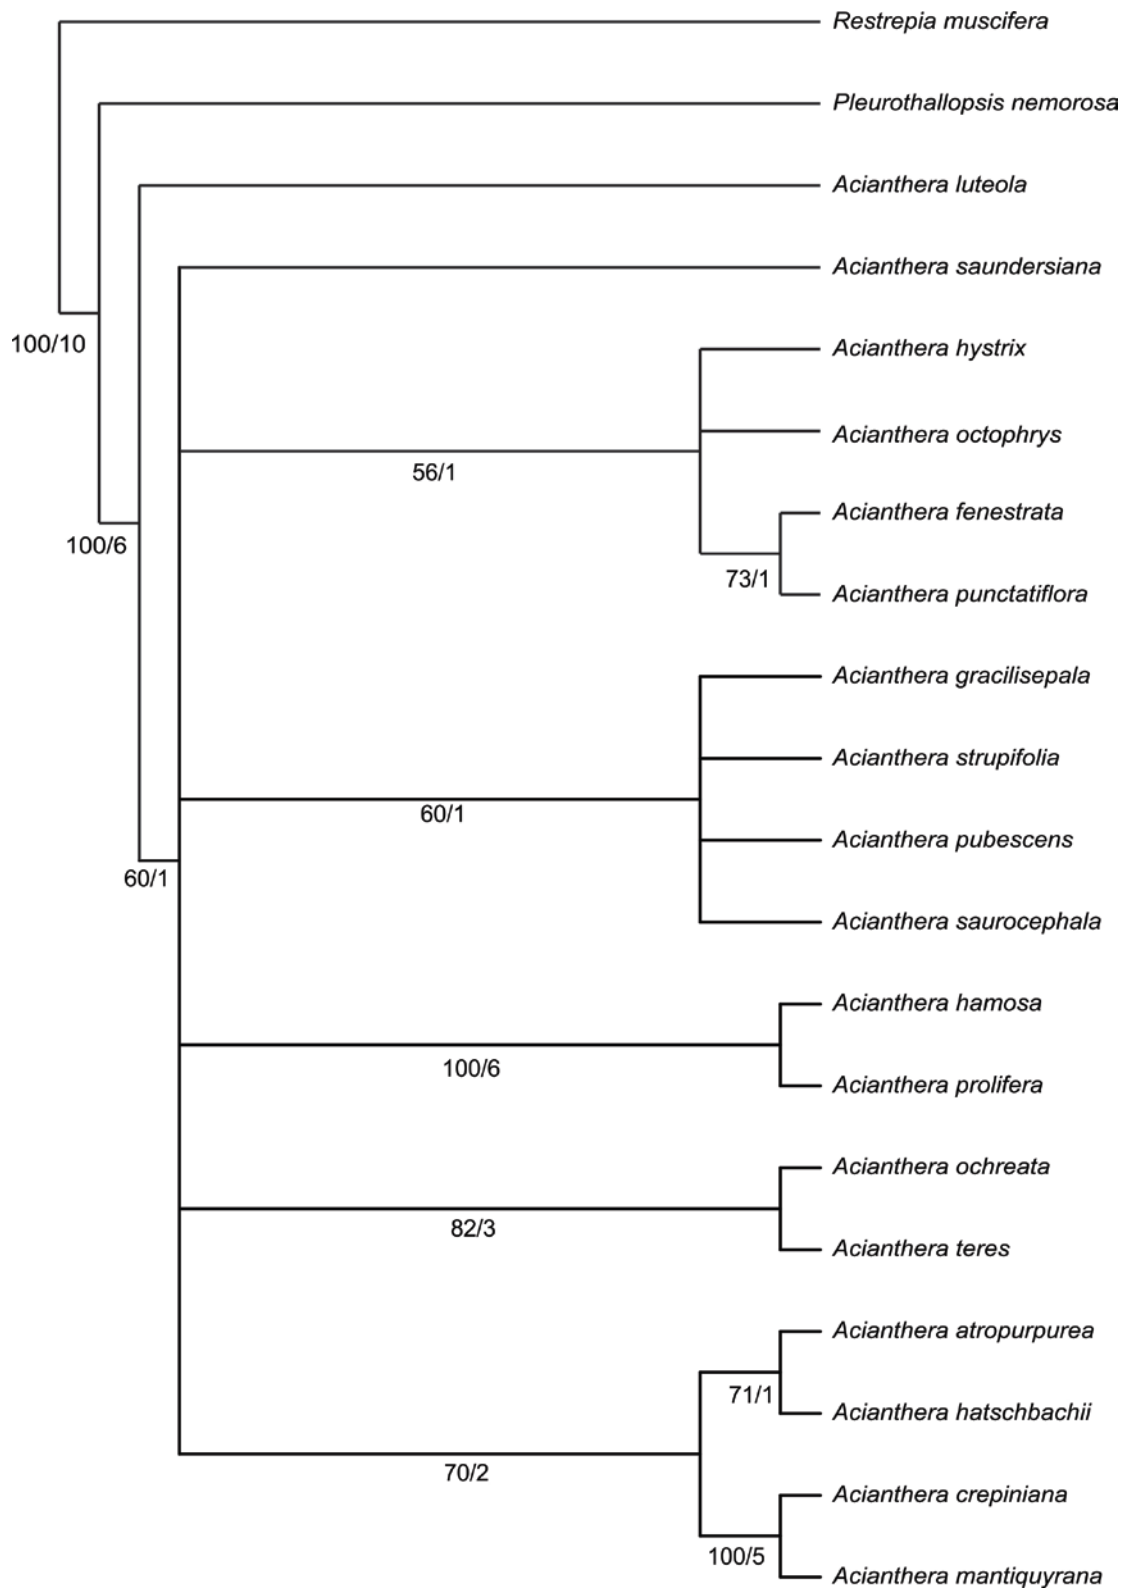 Restrepia muscifera
Pleurothallopsis nemorosa
Acianthera luteola
Acianthera saundersiana
100/10
Acianthera hystrix
Acianthera octophrys
56/1
Acianthera fenestrata
100/6
73/1
Acianthera punctatiflora
Acianthera gracilisepala
Acianthera strupifolia
60/1
Acianthera pubescens
60/1
Acianthera saurocephala
Acianthera hamosa
100/6
Acianthera prolifera
Acianthera ochreata
82/3
Acianthera teres
Acianthera atropurpurea
71/1
Acianthera hatschbachii
70/2
Acianthera crepiniana
100/5
Acianthera mantiquyrana